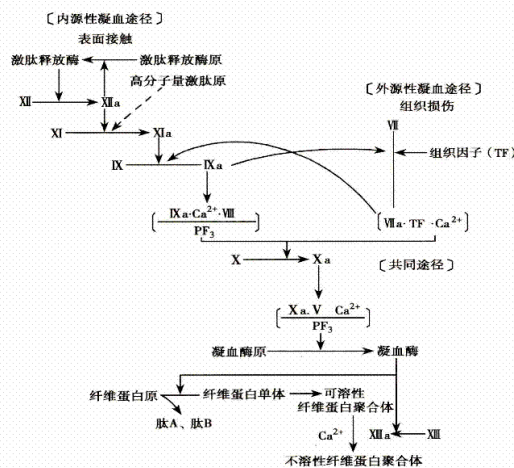 〔内源性凝血途径〕
表面接触
激肽释放酶 激肽释放酶原
高分子量激肽原
Ⅻ Ⅻa
〔外源性凝血途径〕
组织损伤
Ⅶ
Ⅺ Ⅺa
组织因子(TF)
Ⅸ Ⅸa
〔Ⅸa·Ca²⁺·Ⅷ
PF₃〕
〔Ⅶa·TF·Ca²⁺〕
Ⅹ Ⅹa
〔共同途径〕
〔Ⅹa. Ⅴ Ca²⁺
PF₃〕
凝血酶原 凝血酶
纤维蛋白原 纤维蛋白单体 可溶性
纤维蛋白聚合体
肽A、肽B
Ca²⁺ ⅩⅢa ⅩⅢ
不溶性纤维蛋白聚合体